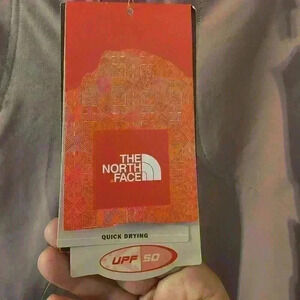 THE
NORTH
FACE
QUICK DRYING
UPF 50